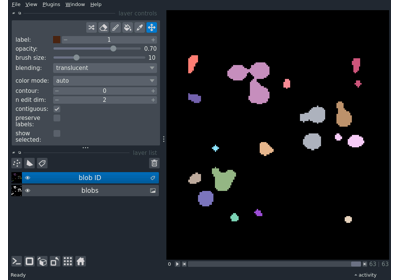 File View Plugins Window Help
layer controls
label: 1
opacity: 0.70
brush size: 10
blending: translucent
color mode: auto
contour: 0
n edit dim: 2
contiguous:
preserve
labels:
show
selected:
layer list
blob ID
blobs
0 63 63
Ready
activity